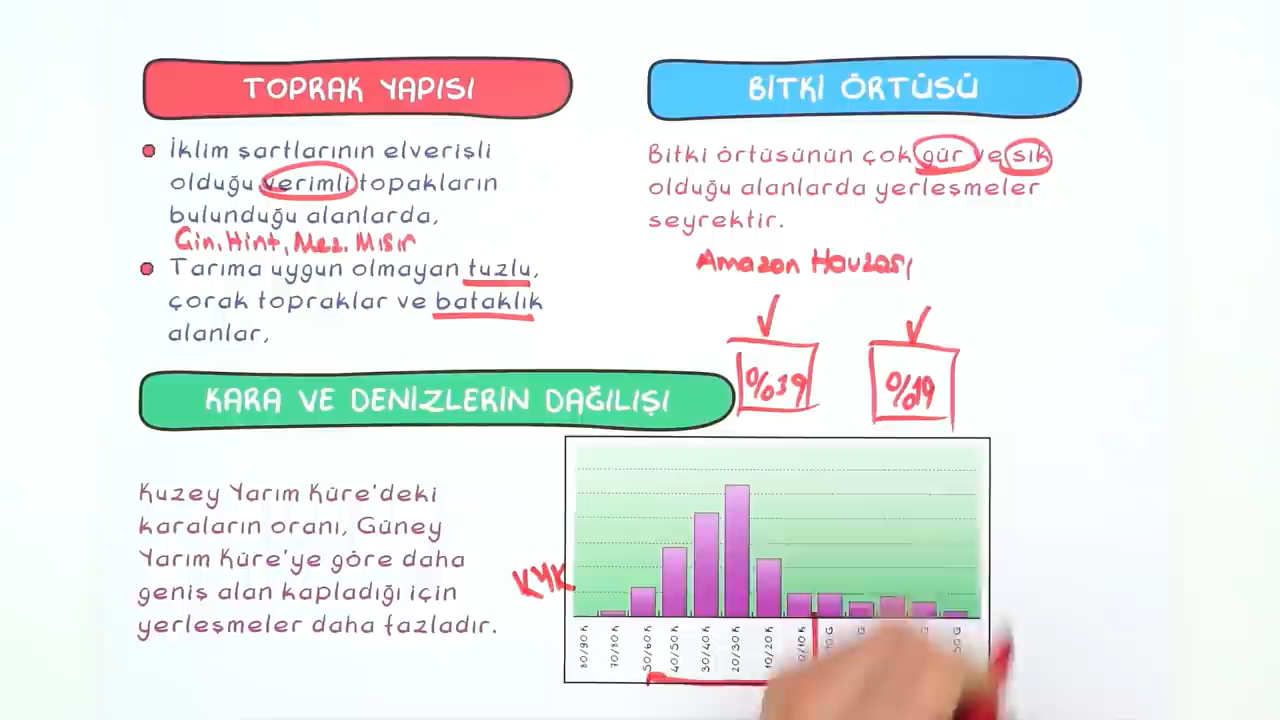 TOPRAK YAPISI
İklim şartlarının elverişli
olduğu verimli topakların
bulunduğu alanlarda,
Çin, Hint, Mez. Mısır
Tarıma uygun olmayan tuzlu,
çorak topraklar ve bataklık
alanlar,
BİTKİ ÖRTÜSÜ
Bitki örtüsünün çok gür ve sık
olduğu alanlarda yerleşmeler
seyrektir.
Amazon Havzası
%39
%19
KARA VE DENİZLERİN DAĞILIŞI
Kuzey Yarım Küre'deki
karaların oranı, Güney
Yarım Küre'ye göre daha
geniş alan kapladığı için
yerleşmeler daha fazladır.
KYK
80/90 K
70/80 K
50/60 K
40/50 K
30/40 K
20/30 K
10/20 K